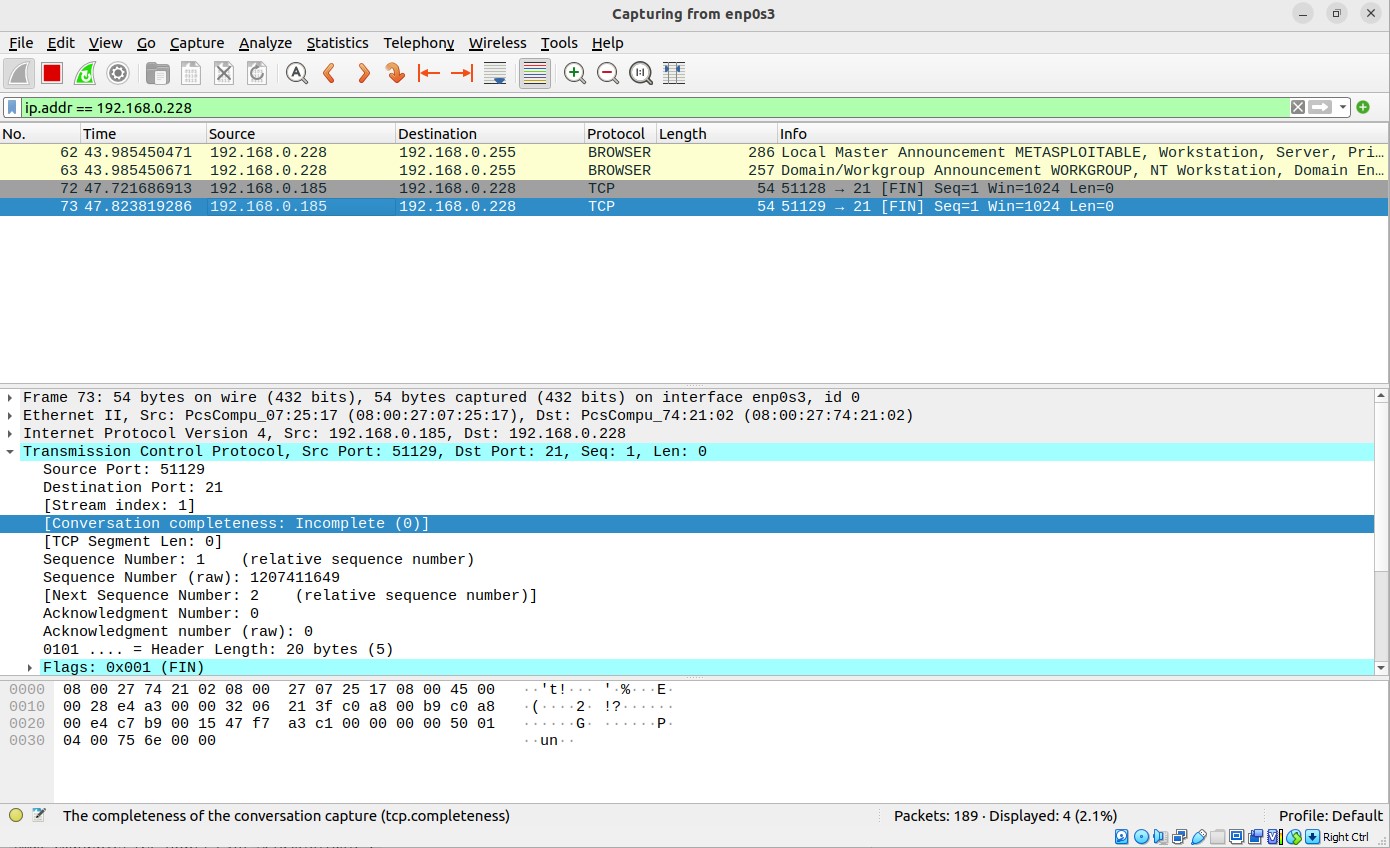 Capturing from enp0s3
File Edit View Go Capture Analyze Statistics Telephony Wireless Tools Help
ip.addr == 192.168.0.228
No. Time Source Destination Protocol Length Info
62 43.985450471 192.168.0.228 192.168.0.255 BROWSER 286 Local Master Announcement METASPLOITABLE, Workstation, Server, Pri…
63 43.985450671 192.168.0.228 192.168.0.255 BROWSER 257 Domain/Workgroup Announcement WORKGROUP, NT Workstation, Domain En…
72 47.721686913 192.168.0.185 192.168.0.228 TCP 54 51128 → 21 [FIN] Seq=1 Win=1024 Len=0
73 47.823819286 192.168.0.185 192.168.0.228 TCP 54 51129 → 21 [FIN] Seq=1 Win=1024 Len=0
Frame 73: 54 bytes on wire (432 bits), 54 bytes captured (432 bits) on interface enp0s3, id 0
Ethernet II, Src: PcsCompu_07:25:17 (08:00:27:07:25:17), Dst: PcsCompu_74:21:02 (08:00:27:74:21:02)
Internet Protocol Version 4, Src: 192.168.0.185, Dst: 192.168.0.228
Transmission Control Protocol, Src Port: 51129, Dst Port: 21, Seq: 1, Len: 0
Source Port: 51129
Destination Port: 21
[Stream index: 1]
[Conversation completeness: Incomplete (0)]
[TCP Segment Len: 0]
Sequence Number: 1 (relative sequence number)
Sequence Number (raw): 1207411649
[Next Sequence Number: 2 (relative sequence number)]
Acknowledgment Number: 0
Acknowledgment number (raw): 0
0101 .... = Header Length: 20 bytes (5)
Flags: 0x001 (FIN)
0000 08 00 27 74 21 02 08 00 27 07 25 17 08 00 45 00 ··'t!··· '·%···E·
0010 00 28 e4 a3 00 00 32 06 21 3f c0 a8 00 b9 c0 a8 ·(····2· !?······
0020 00 e4 c7 b9 00 15 47 f7 a3 c1 00 00 00 00 50 01 ······G· ······P·
0030 04 00 75 6e 00 00 ··un··
The completeness of the conversation capture (tcp.completeness) Packets: 189 · Displayed: 4 (2.1%) Profile: Default
Right Ctrl